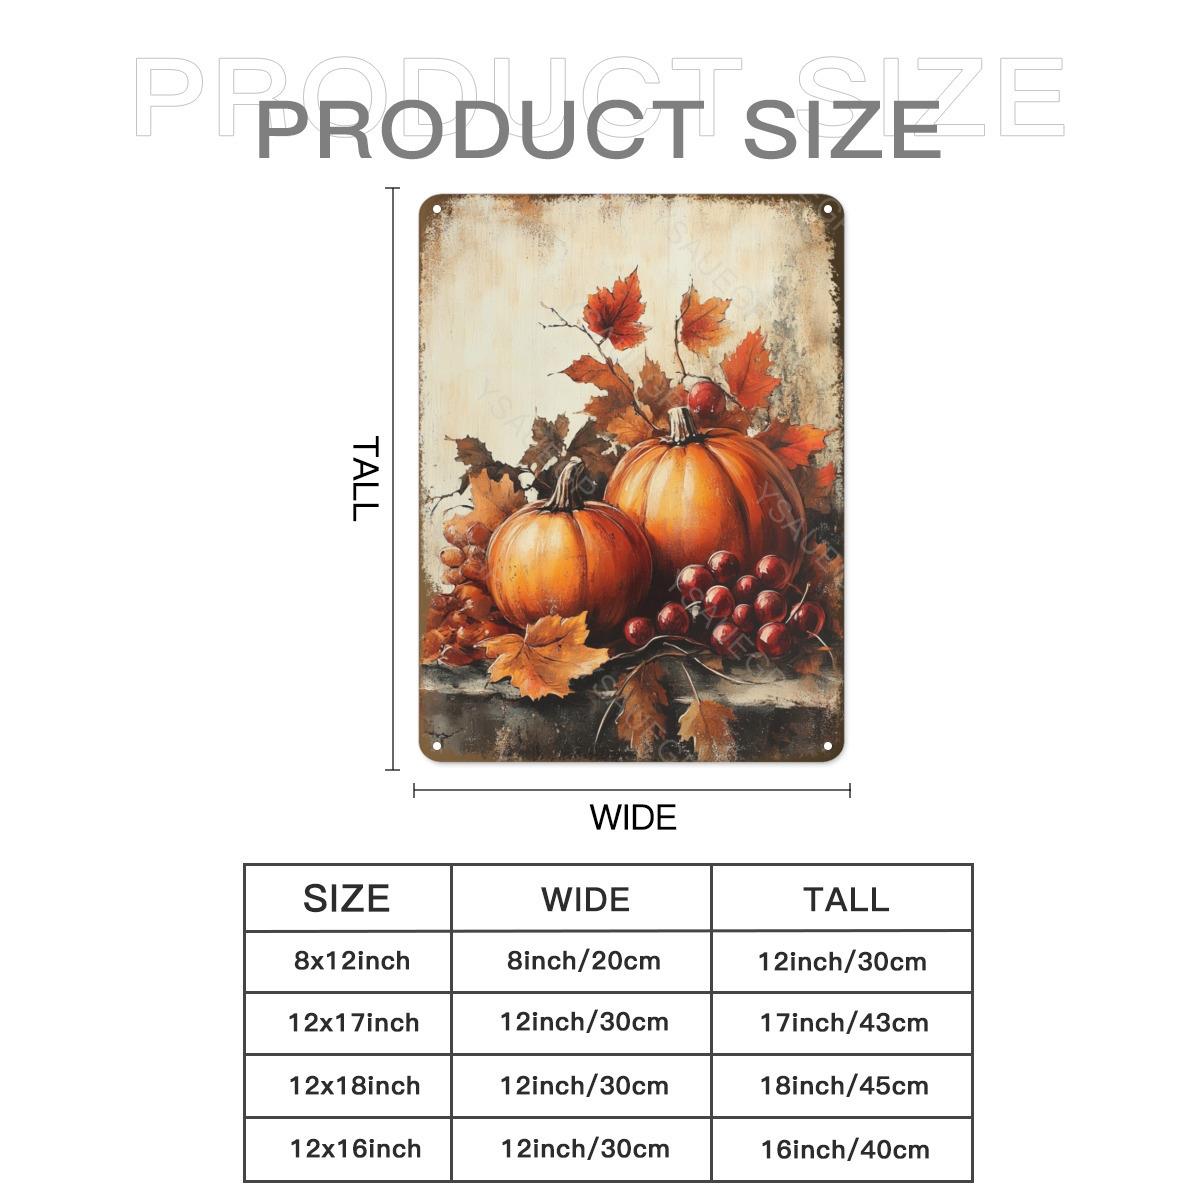 PRODUCT SIZE
PRODUCT SIZE
TALL
WIDE
SIZE WIDE TALL
8x12inch 8inch/20cm 12inch/30cm
12x17inch 12inch/30cm 17inch/43cm
12x18inch 12inch/30cm 18inch/45cm
12x16inch 12inch/30cm 16inch/40cm